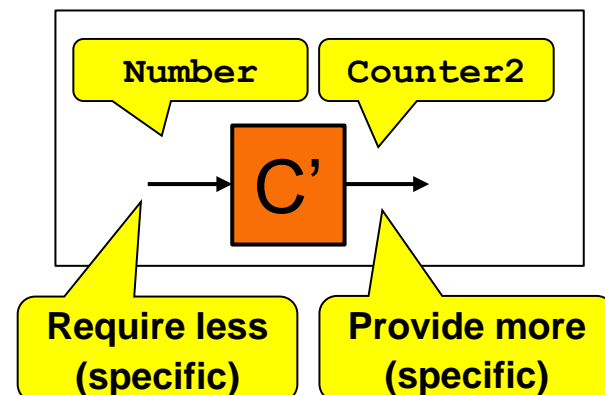 Number
Counter2
C’
Require less
(specific)
Provide more
(specific)